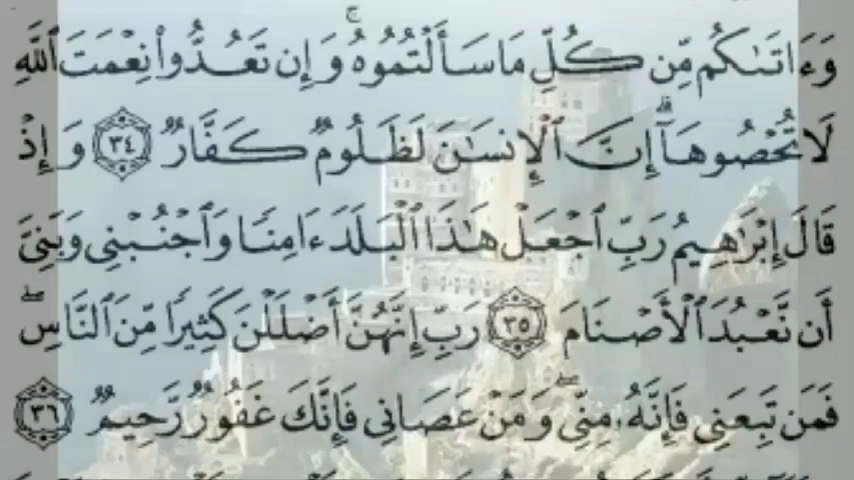 وَءَاتَىٰكُم مِّن كُلِّ مَا سَأَلْتُمُوهُ ۚ وَإِن تَعُدُّوا۟ نِعْمَتَ ٱللَّهِ
لَا تُحْصُوهَآ ۗ إِنَّ ٱلْإِنسَٰنَ لَظَلُومٌ كَفَّارٌ ٣٤ وَإِذْ
قَالَ إِبْرَٰهِيمُ رَبِّ ٱجْعَلْ هَٰذَا ٱلْبَلَدَ ءَامِنًا وَٱجْنُبْنِى وَبَنِىَّ
أَن نَّعْبُدَ ٱلْأَصْنَامَ ٣٥ رَبِّ إِنَّهُنَّ أَضْلَلْنَ كَثِيرًا مِّنَ ٱلنَّاسِ ۖ
فَمَن تَبِعَنِى فَإِنَّهُۥ مِنِّى ۖ وَمَنْ عَصَانِى فَإِنَّكَ غَفُورٌ رَّحِيمٌ ٣٦